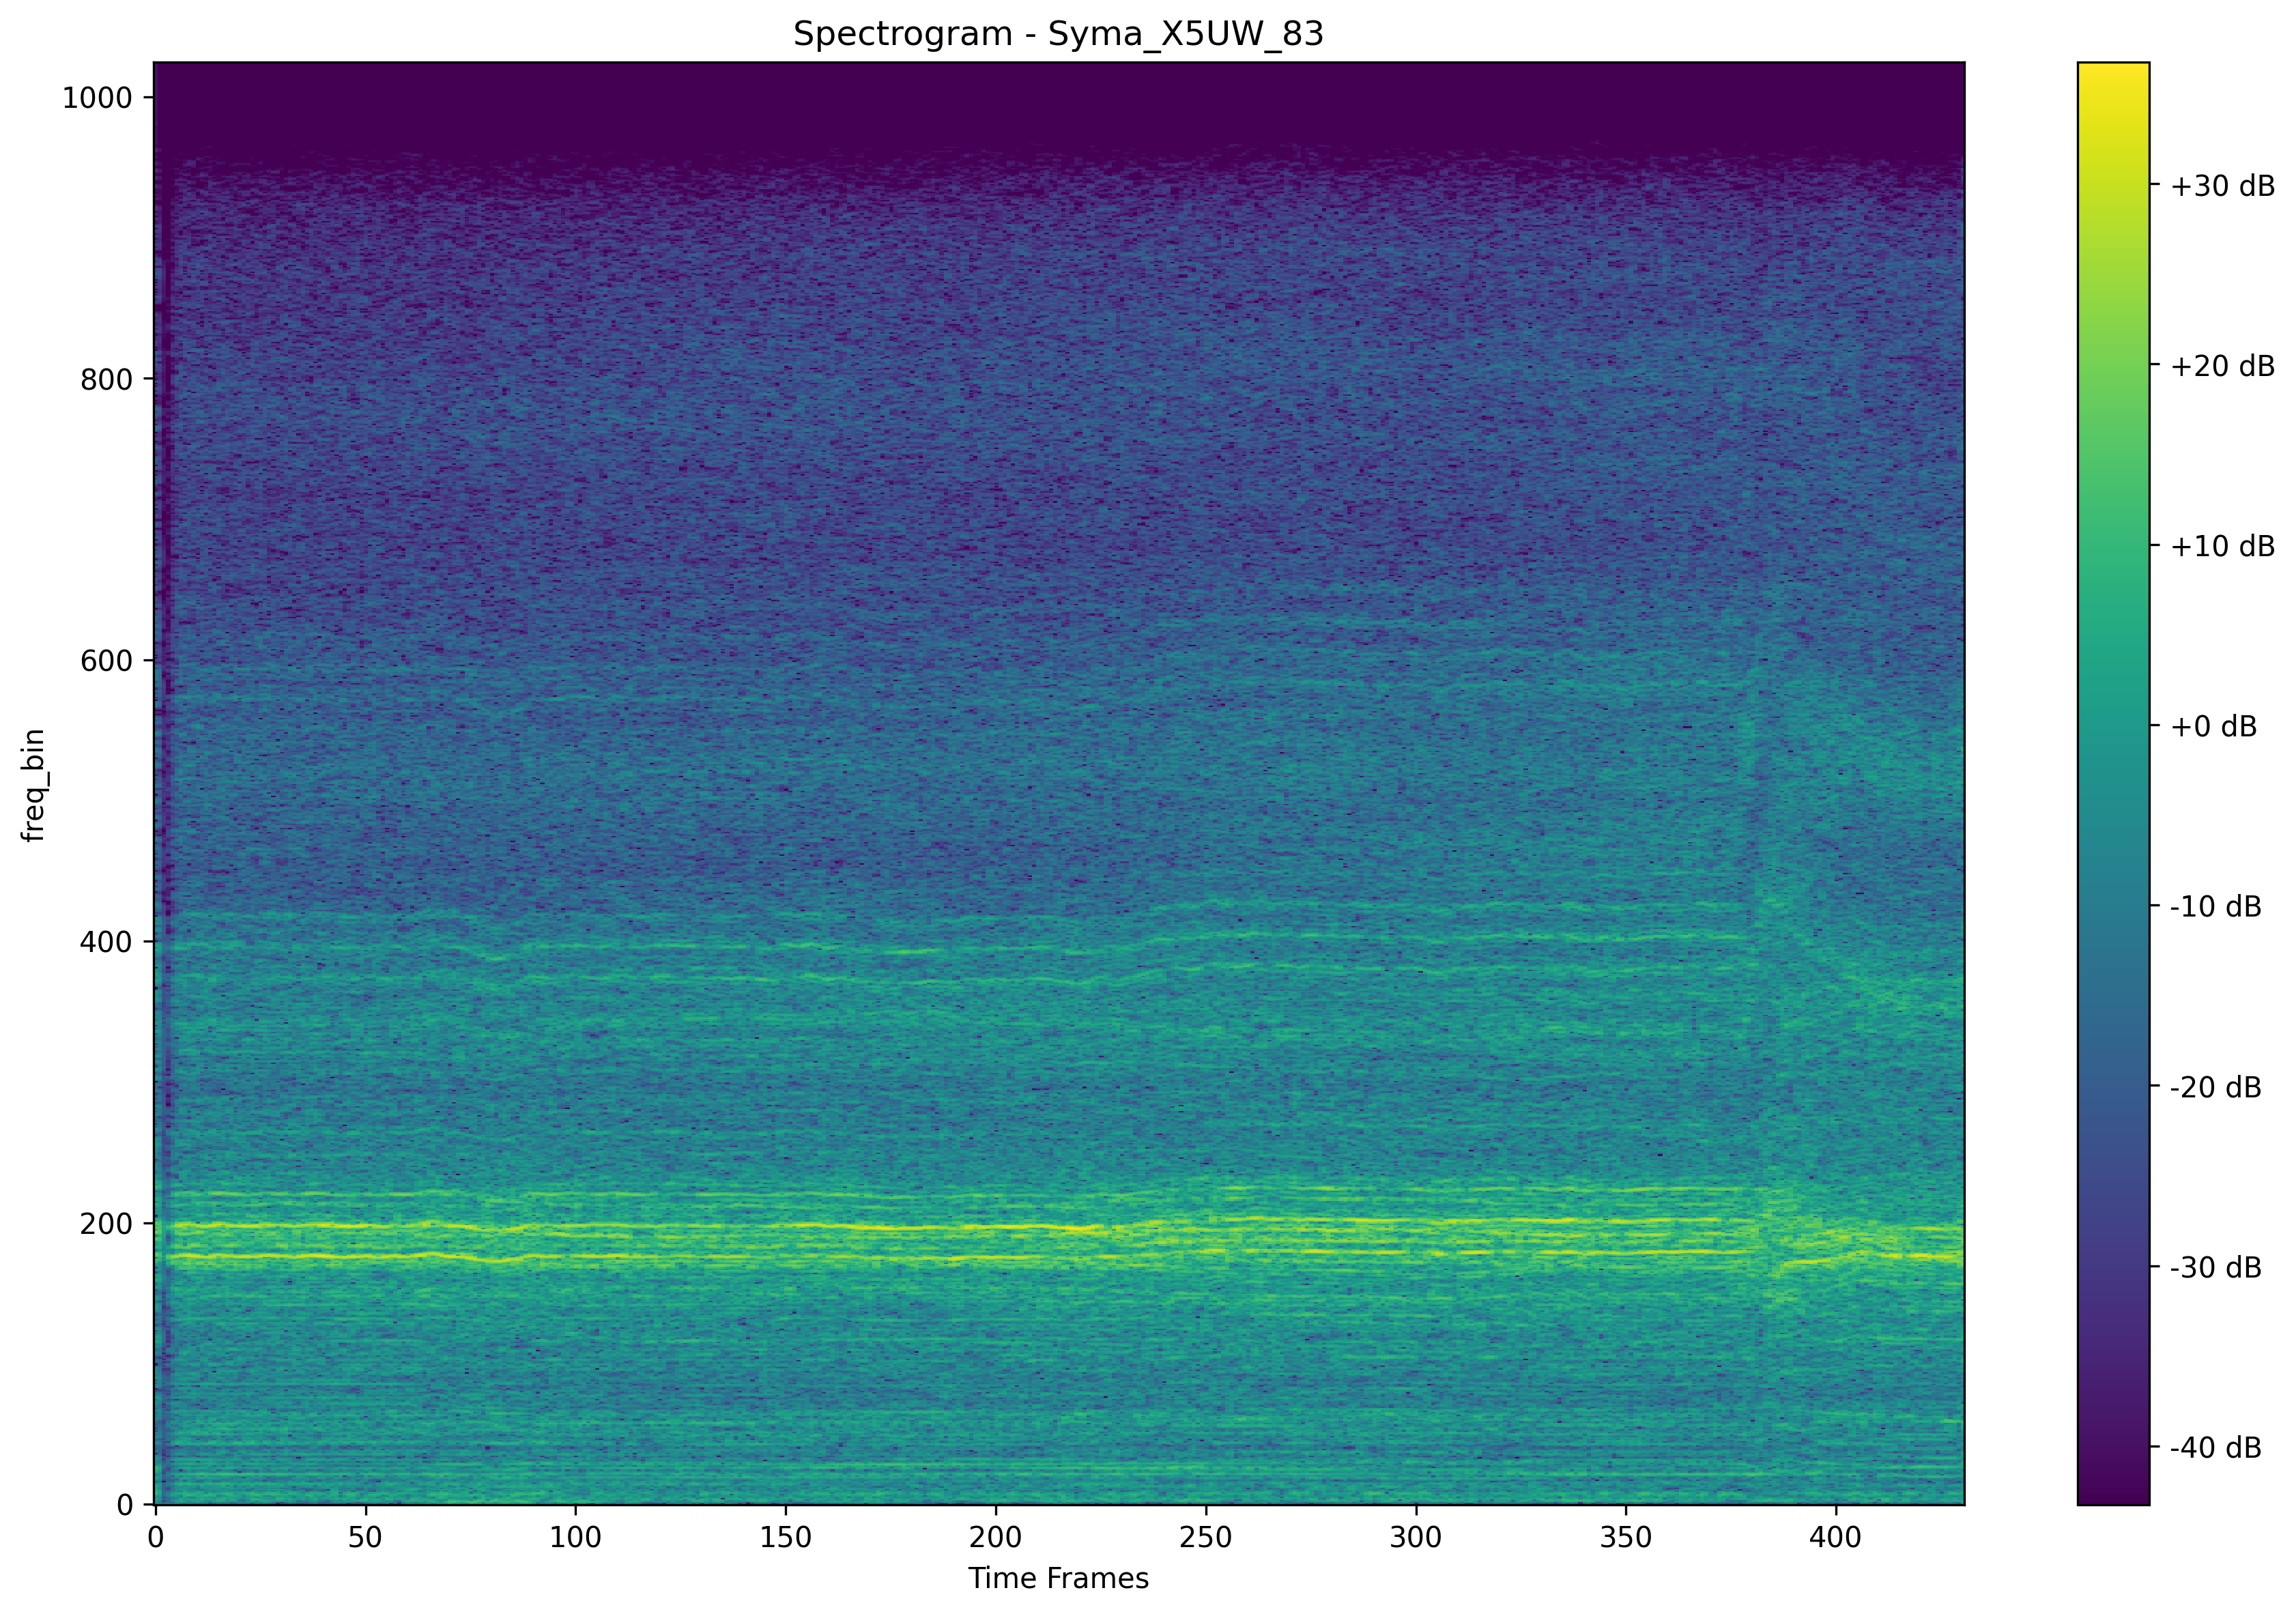 Spectrogram - Syma_X5UW_83
1000
800
600
400
200
0
freq_bin
0 50 100 150 200 250 300 350 400
Time Frames
+30 dB
+20 dB
+10 dB
+0 dB
-10 dB
-20 dB
-30 dB
-40 dB